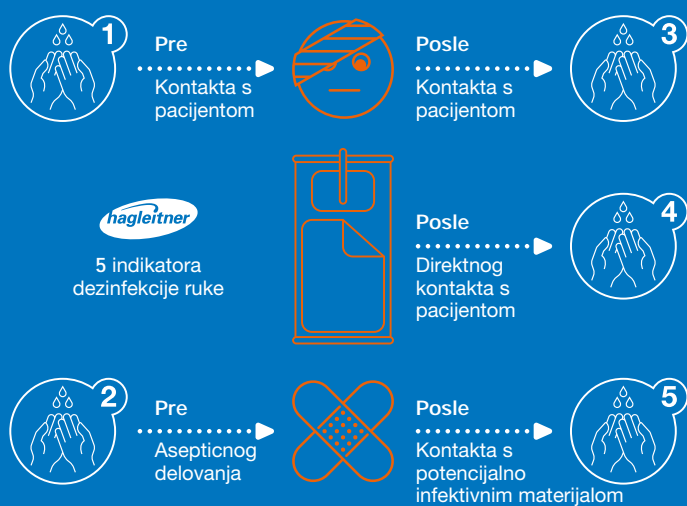 1
Pre
Kontakta s
pacijentom
Posle
Kontakta s
pacijentom
3
hagleitner
5 indikatora
dezinfekcije ruke
Posle
Direktnog
kontakta s
pacijentom
4
2
Pre
Asepticnog
delovanja
Posle
Kontakta s
potencijalno
infektivnim materijalom
5